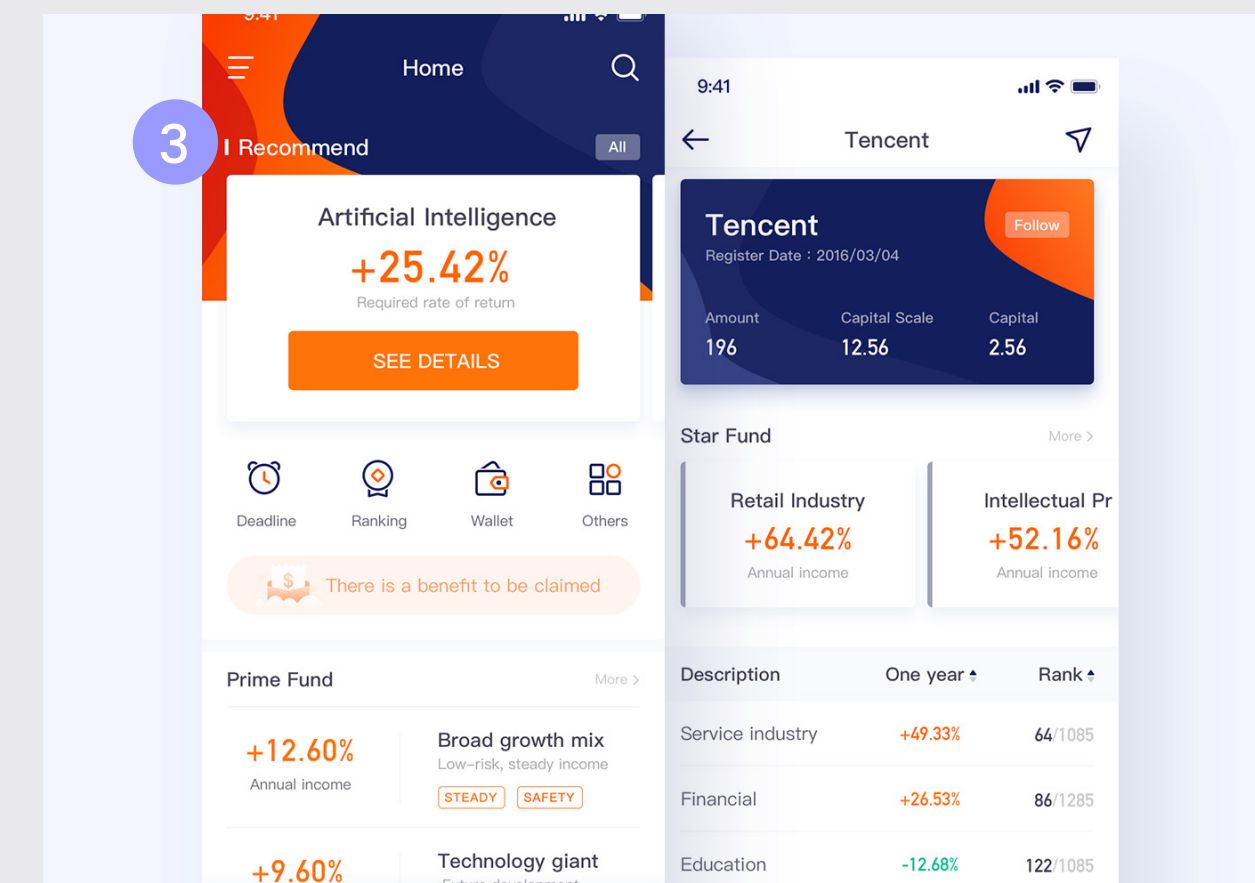 9:41
Home
3
Recommend
All
Artificial Intelligence
+25.42%
Required rate of return
SEE DETAILS
Deadline
Ranking
Wallet
Others
$
There is a benefit to be claimed
Prime Fund
More >
+12.60%
Annual income
Broad growth mix
Low-risk, steady income
STEADY
SAFETY
+9.60%
Technology giant
9:41
Tencent
Tencent
Follow
Register Date : 2016/03/04
Amount
Capital Scale
Capital
196
12.56
2.56
Star Fund
More >
Retail Industry
+64.42%
Annual income
Intellectual Pr
+52.16%
Annual income
Description
One year
Rank
Service industry
+49.33%
64/1085
Financial
+26.53%
86/1285
Education
-12.68%
122/1085